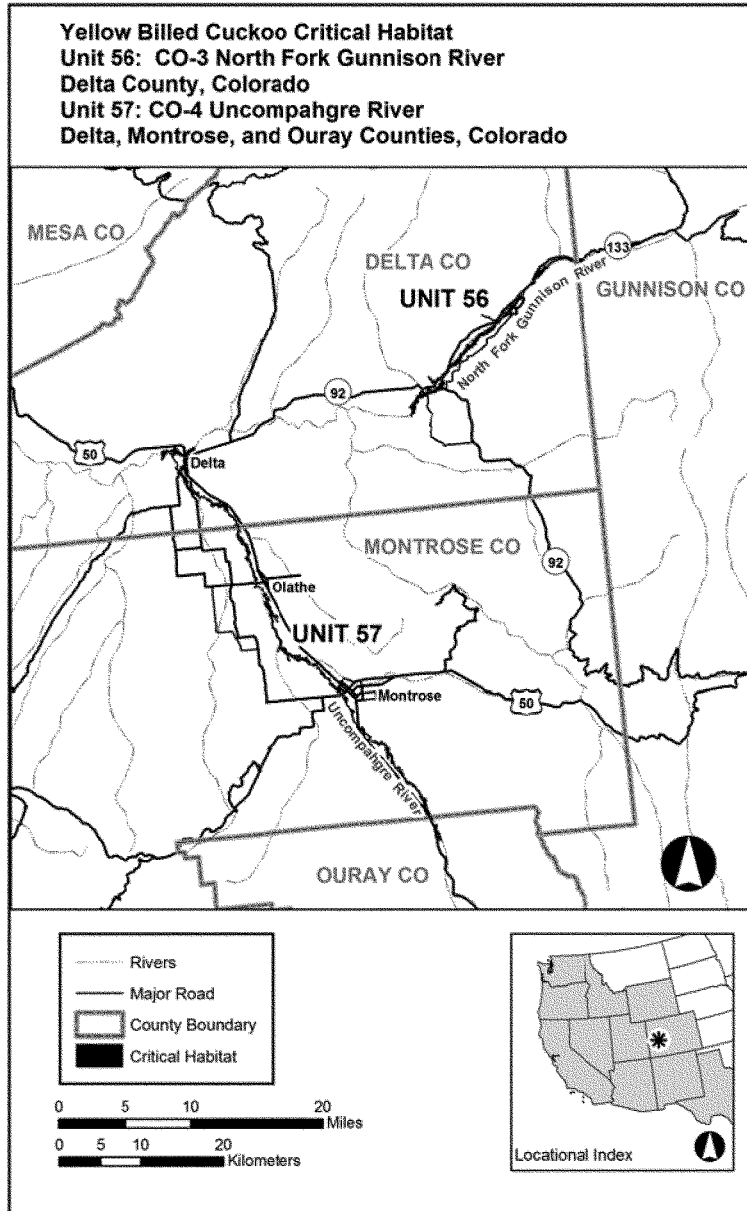 Yellow Billed Cuckoo Critical Habitat
Unit 56: CO-3 North Fork Gunnison River
Delta County, Colorado
Unit 57: CO-4 Uncompahgre River
Delta, Montrose, and Ouray Counties, Colorado
MESA CO
DELTA CO
133
GUNNISON CO
UNIT 56
North Fork Gunnison River
92
50
Delta
MONTROSE CO
92
Olathe
UNIT 57
Montrose
50
Uncompahgre River
OURAY CO
Rivers
Major Road
County Boundary
Critical Habitat
0 5 10 20
Miles
0 5 10 20
Kilometers
Locational Index